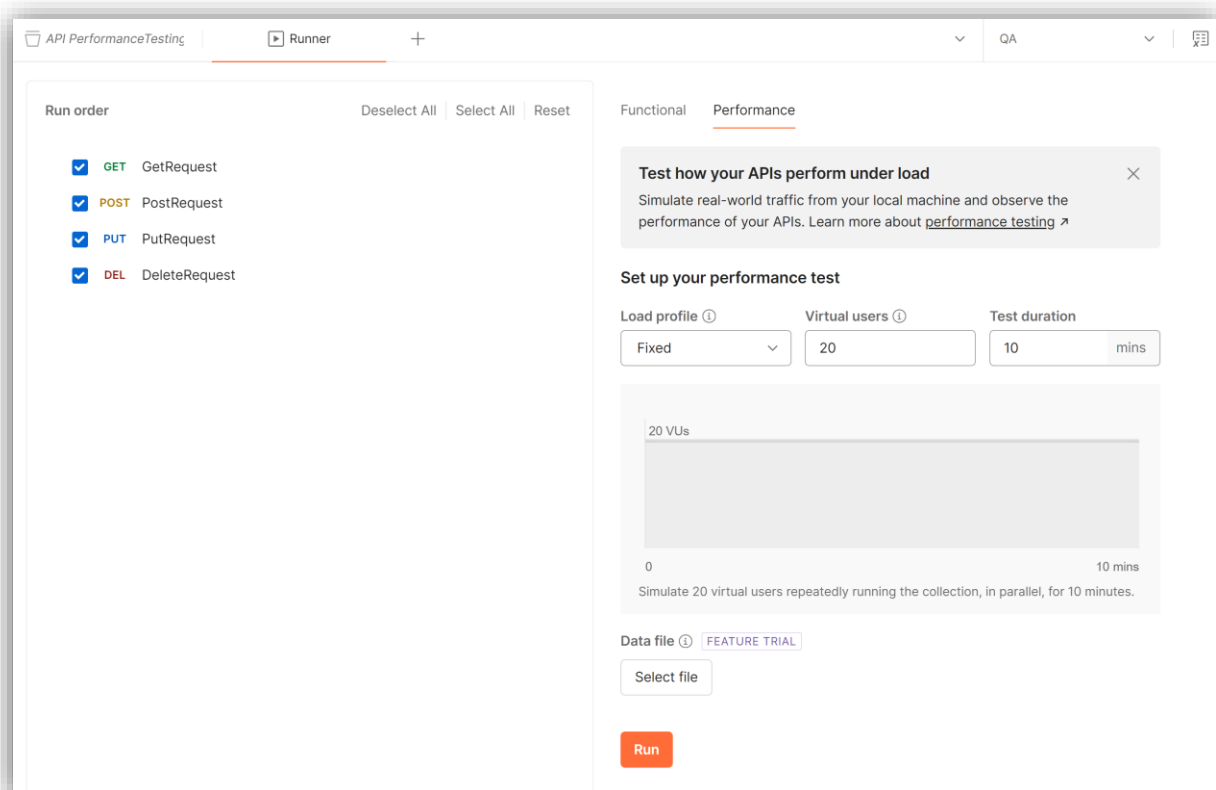 API PerformanceTesting
Runner
QA
Run order
Deselect All
Select All
Reset
GET GetRequest
POST PostRequest
PUT PutRequest
DEL DeleteRequest
Functional
Performance
Test how your APIs perform under load
Simulate real-world traffic from your local machine and observe the
performance of your APIs. Learn more about performance testing ↗
Set up your performance test
Load profile
Virtual users
Test duration
Fixed
20
10 mins
20 VUs
0
10 mins
Simulate 20 virtual users repeatedly running the collection, in parallel, for 10 minutes.
Data file
FEATURE TRIAL
Select file
Run